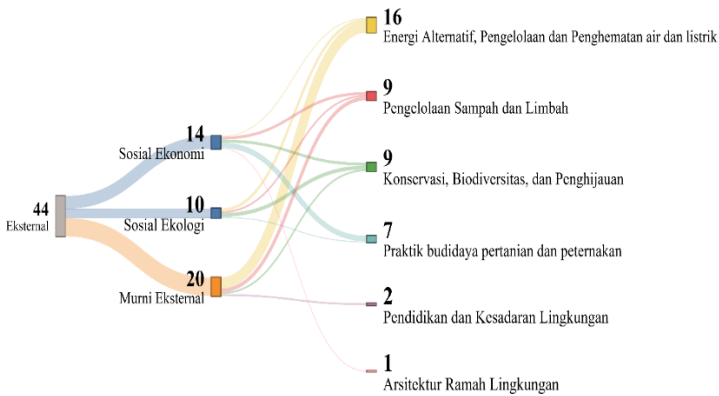 44
Eksternal
14
Sosial Ekonomi
10
Sosial Ekologi
20
Murni Eksternal
16
Energi Alternatif, Pengelolaan dan Penghematan air dan listrik
9
Pengelolaan Sampah dan Limbah
9
Konservasi, Biodiversitas, dan Penghijauan
7
Praktik budidaya pertanian dan peternakan
2
Pendidikan dan Kesadaran Lingkungan
1
Arsitektur Ramah Lingkungan